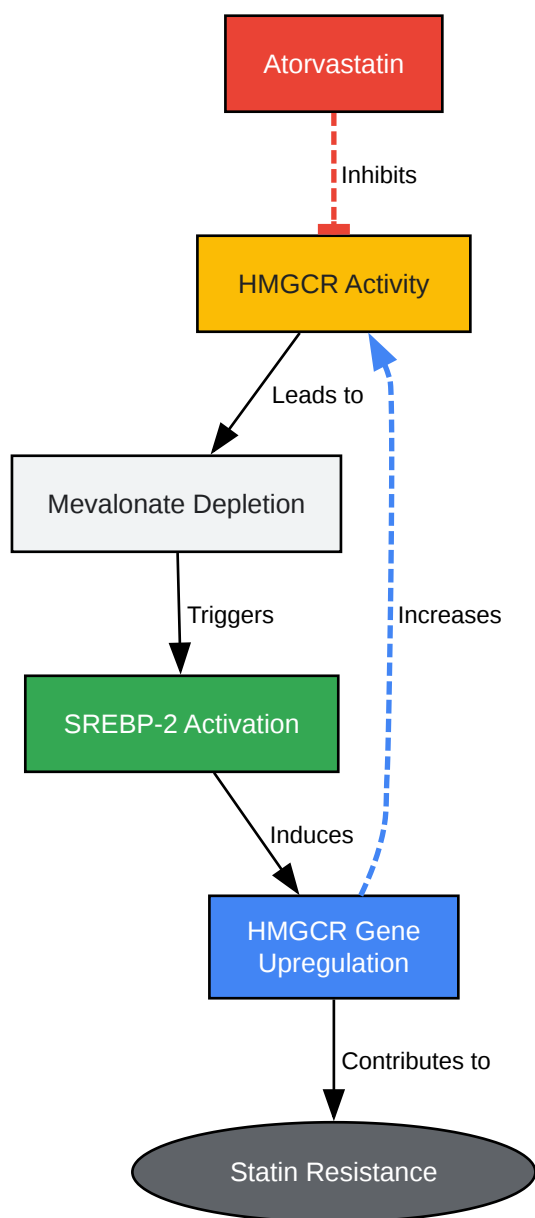 Atorvastatin
Inhibits
HMGCR Activity
Leads to
Mevalonate Depletion
Triggers
Increases
SREBP-2 Activation
Induces
HMGCR Gene
Upregulation
Contributes to
Statin Resistance